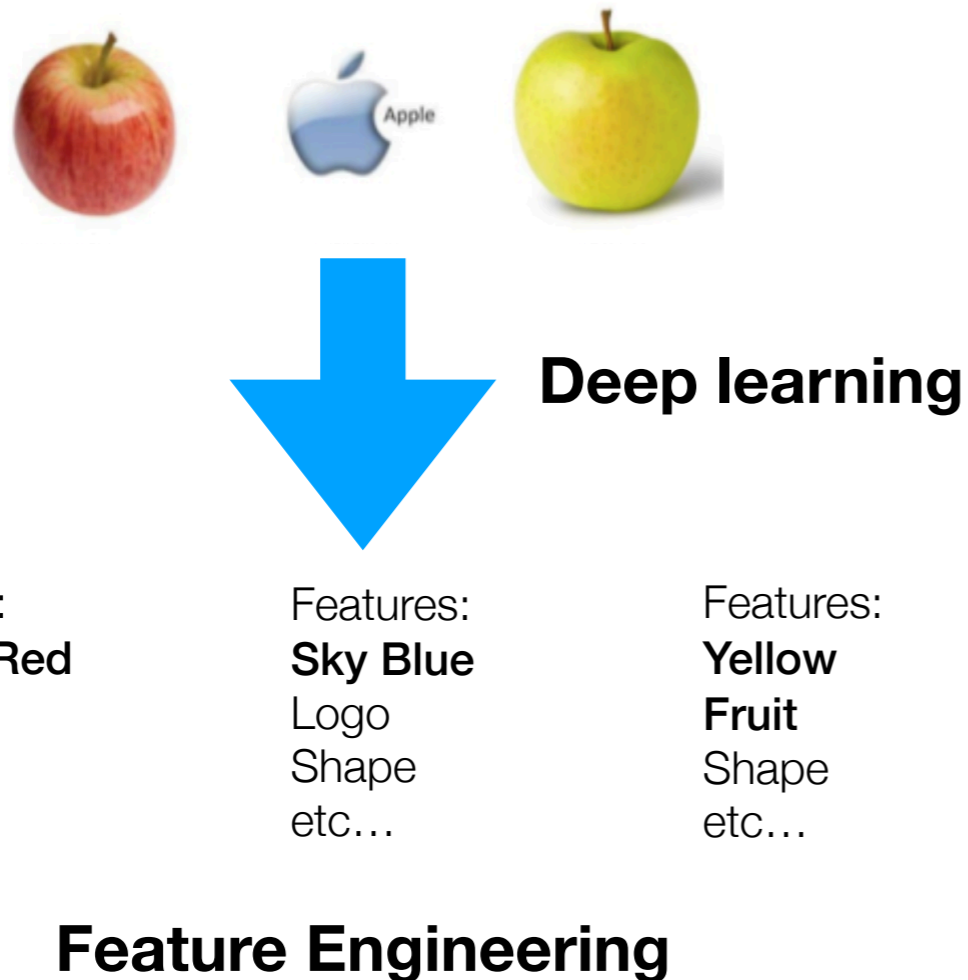 Apple
Deep learning
:
Red
Features:
Sky Blue
Logo
Shape
etc…
Features:
Yellow
Fruit
Shape
etc…
Feature Engineering